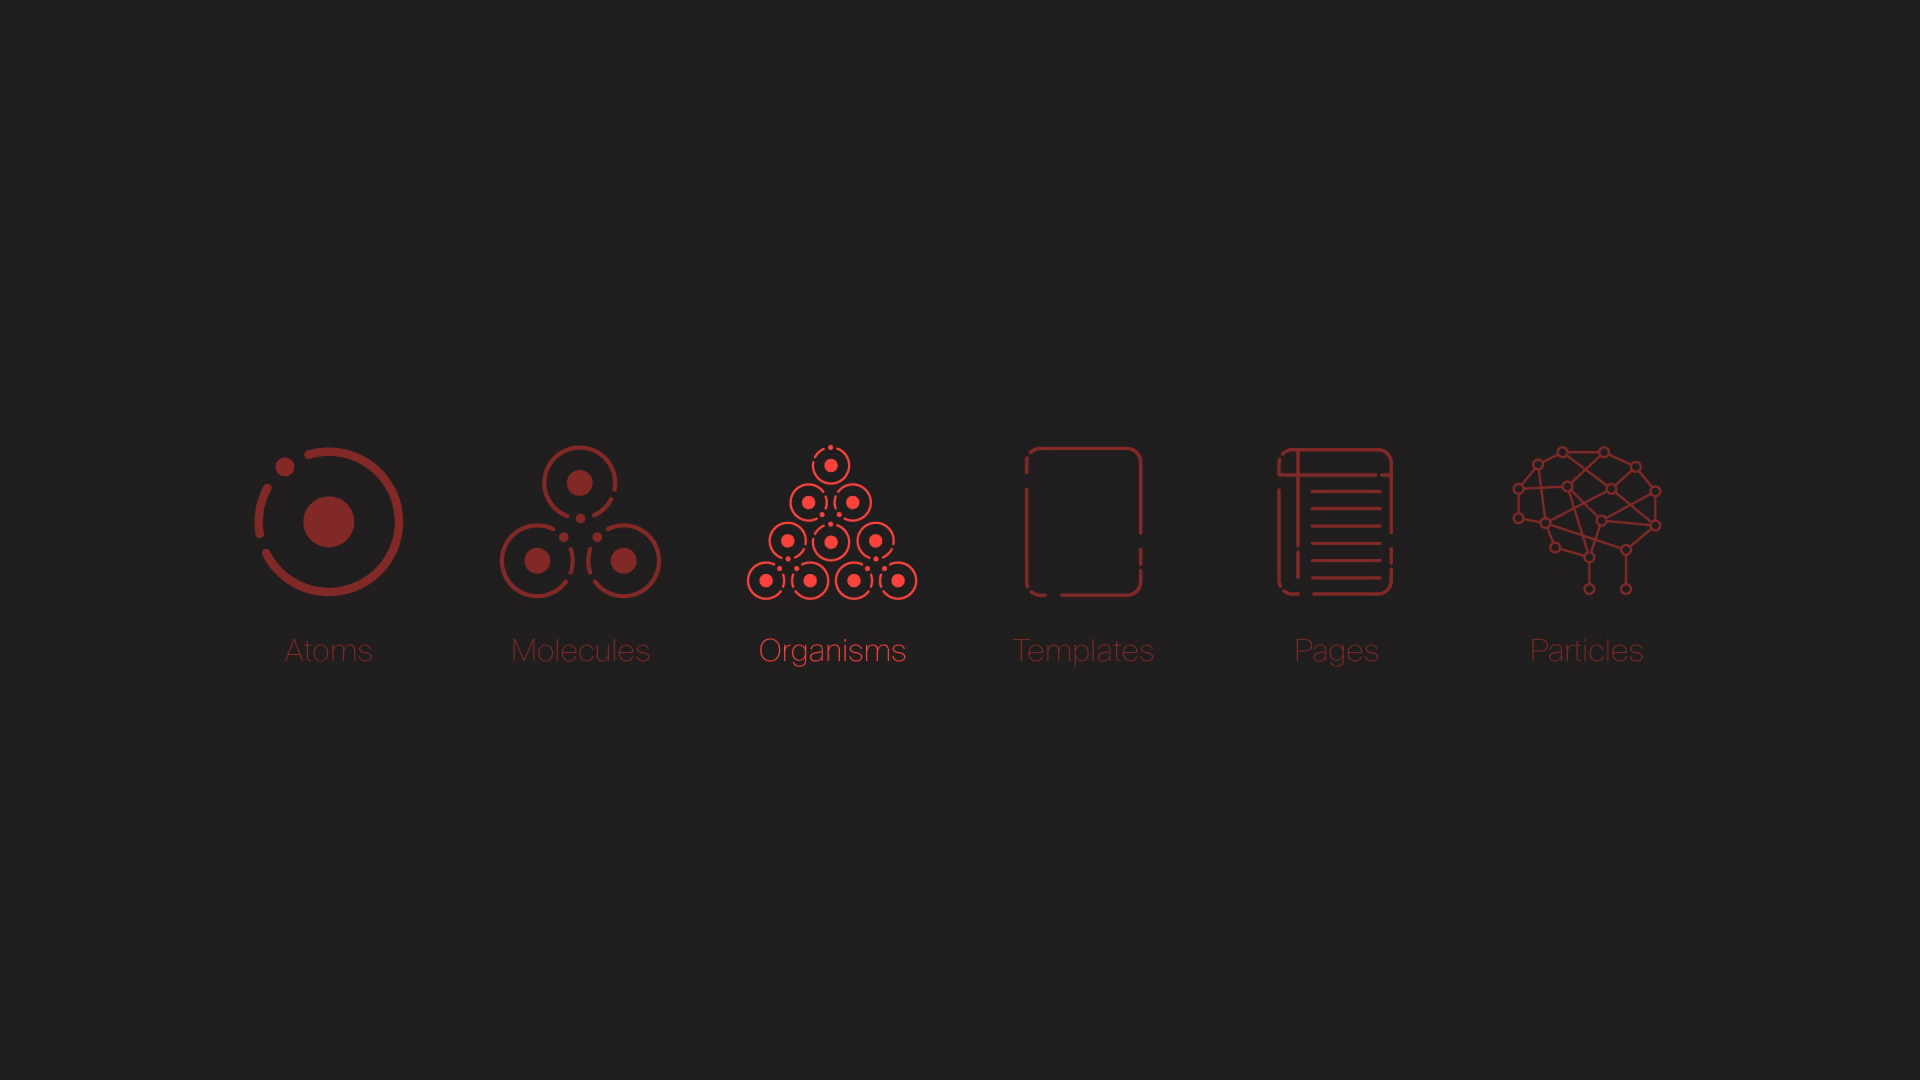 Atoms
Molecules
Organisms
Templates
Pages
Particles